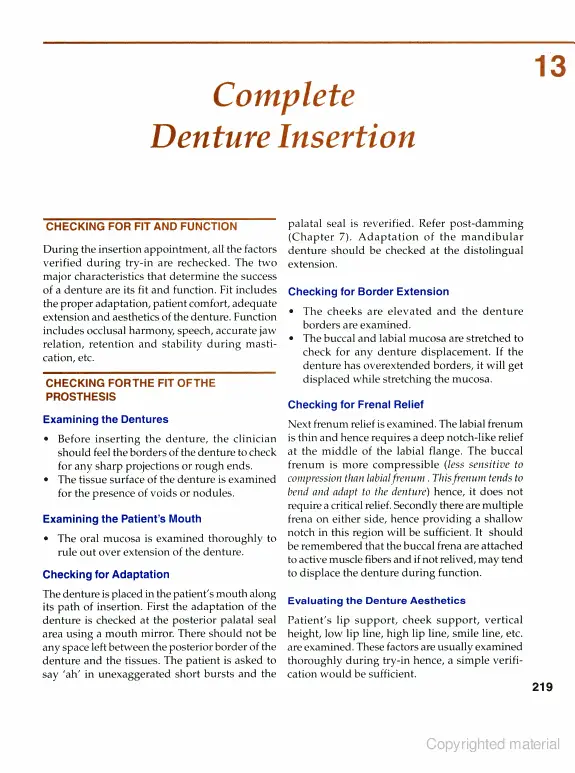 13
Complete
Denture Insertion
CHECKING FOR FIT AND FUNCTION
During the insertion appointment, all the factors
verified during try-in are rechecked. The two
major characteristics that determine the success
of a denture are its fit and function. Fit includes
the proper adaptation, patient comfort, adequate
extension and aesthetics of the denture. Function
includes occlusal harmony, speech, accurate jaw
relation, retention and stability during masti-
cation, etc.
CHECKING FOR THE FIT OF THE
PROSTHESIS
Examining the Dentures
• Before inserting the denture, the clinician
should feel the borders of the denture to check
for any sharp projections or rough ends.
• The tissue surface of the denture is examined
for the presence of voids or nodules.
Examining the Patient's Mouth
• The oral mucosa is examined thoroughly to
rule out over extension of the denture.
Checking for Adaptation
The denture is placed in the patient's mouth along
its path of insertion. First the adaptation of the
denture is checked at the posterior palatal seal
area using a mouth mirror. There should not be
any space left between the posterior border of the
denture and the tissues. The patient is asked to
say 'ah' in unexaggerated short bursts and the
palatal seal is reverified. Refer post-damming
(Chapter 7). Adaptation of the mandibular
denture should be checked at the distolingual
extension.
Checking for Border Extension
• The cheeks are elevated and the denture
borders are examined.
• The buccal and labial mucosa are stretched to
check for any denture displacement. If the
denture has overextended borders, it will get
displaced while stretching the mucosa.
Checking for Frenal Relief
Next frenum relief is examined. The labial frenum
is thin and hence requires a deep notch-like relief
at the middle of the labial flange. The buccal
frenum is more compressible (less sensitive to
compression than labial frenum . This frenum tends to
bend and adapt to the denture) hence, it does not
require a critical relief. Secondly there are multiple
frena on either side, hence providing a shallow
notch in this region will be sufficient. It should
be remembered that the buccal frena are attached
to active muscle fibers and if not relived, may tend
to displace the denture during function.
Evaluating the Denture Aesthetics
Patient's lip support, cheek support, vertical
height, low lip line, high lip line, smile line, etc.
are examined. These factors are usually examined
thoroughly during try-in hence, a simple verifi-
cation would be sufficient.
219
Copyrighted material